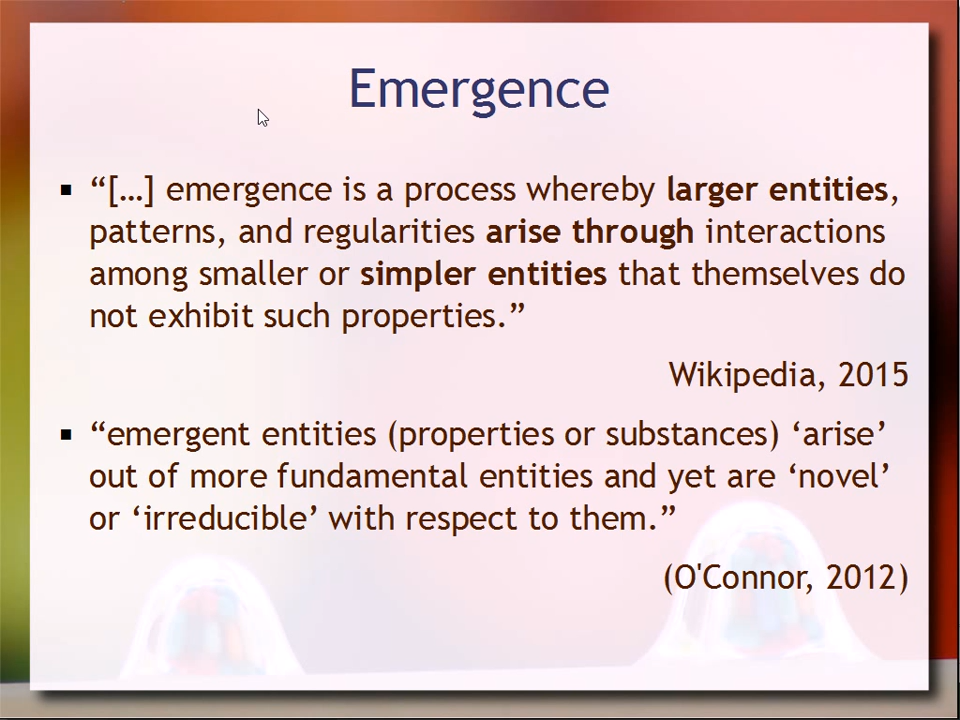 Emergence
“[…] emergence is a process whereby larger entities,
patterns, and regularities arise through interactions
among smaller or simpler entities that themselves do
not exhibit such properties.”
Wikipedia, 2015
“emergent entities (properties or substances) ‘arise’
out of more fundamental entities and yet are ‘novel’
or ‘irreducible’ with respect to them.”
(O'Connor, 2012)